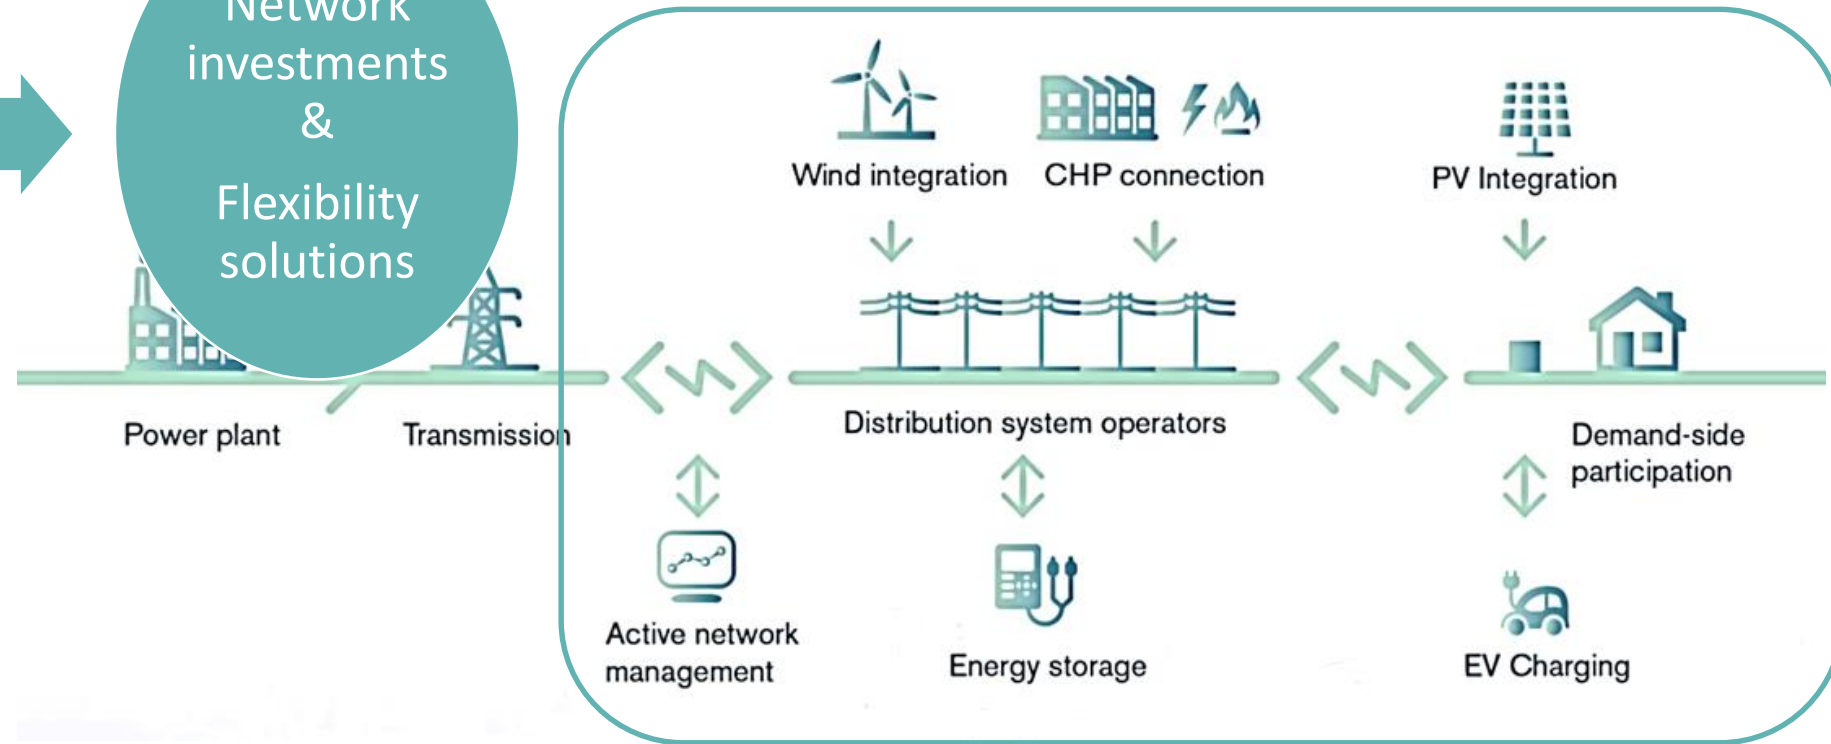 Network
investments
&
Flexibility
solutions
Wind integration
CHP connection
PV Integration
Power plant
Transmission
Distribution system operators
Demand-side
participation
Active network
management
Energy storage
EV Charging